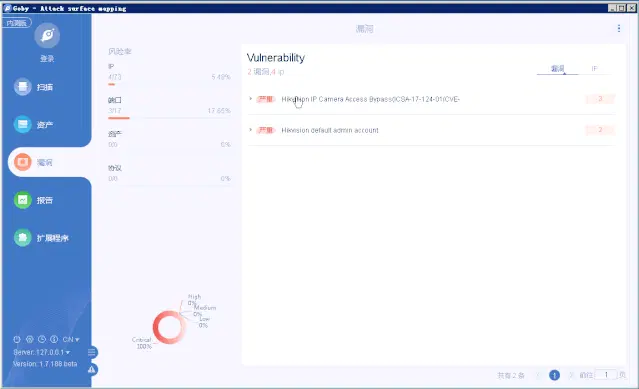 Goby - Attack surface mapping
内测版
登录
扫描
资产
漏洞
报告
扩展程序
CN
Server: 127.0.0.1
Version: 1.7.188 beta
漏洞
风险率
IP
4/73
5.48%
端口
3/17
17.65%
资产
0%
协议
0%
High
0%
Medium
0%
Low
0%
Critical
100%
Vulnerability
2 漏洞,4 ip
漏洞
IP
严重
IP Camera Access Bypass(ICSA-17-124-01/CVE-
2
严重
Hikvision default admin account
2
共有 2 条
1
前往
1
页